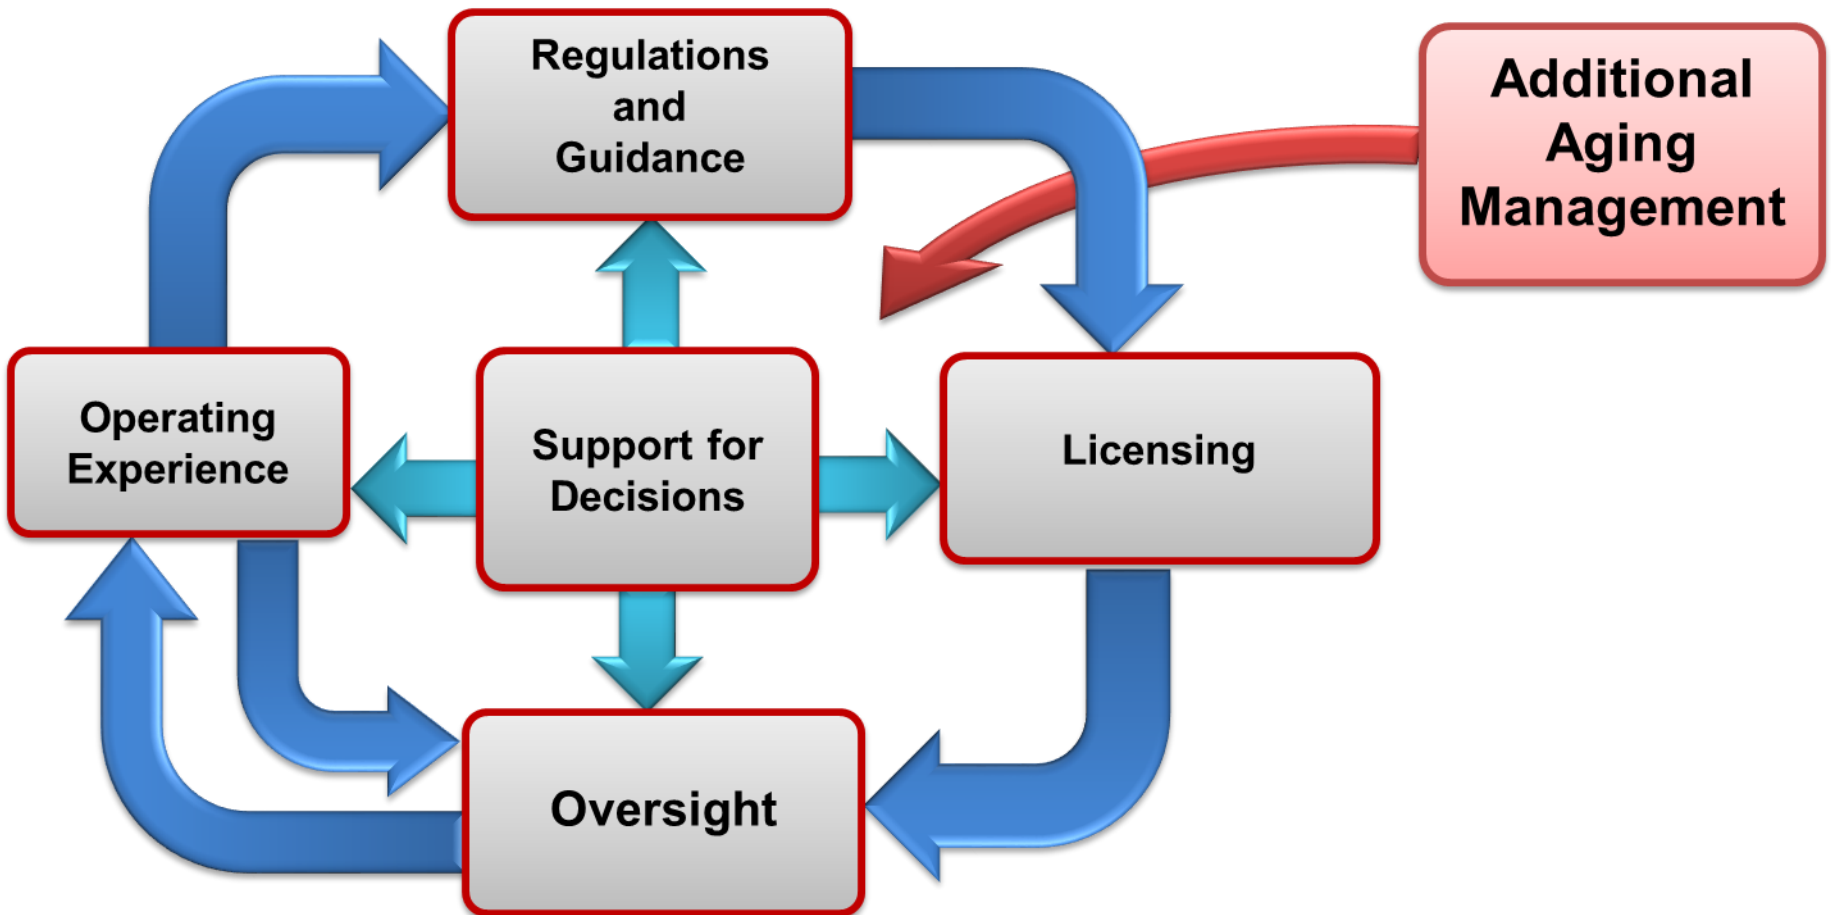 Regulations
and
Guidance
Additional
Aging
Management
Operating
Experience
Support for
Decisions
Licensing
Oversight